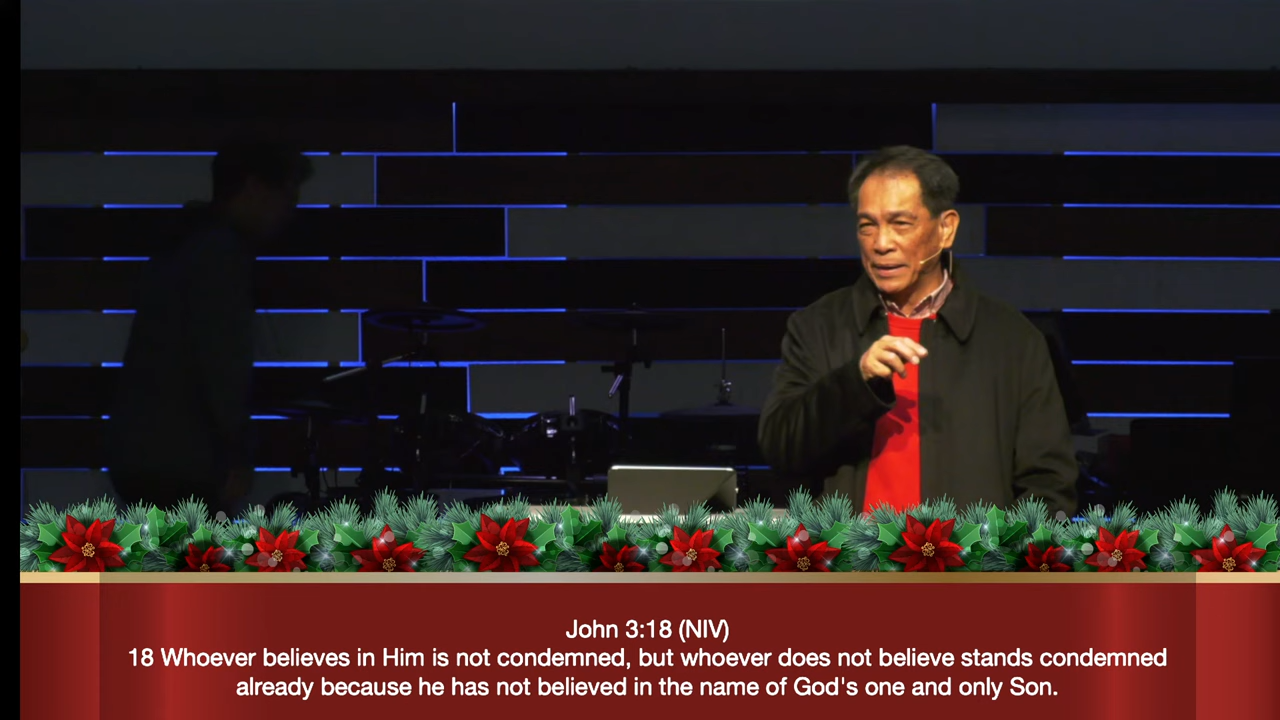 John 3:18 (NIV)
18 Whoever believes in Him is not condemned, but whoever does not believe stands condemned
already because he has not believed in the name of God's one and only Son.